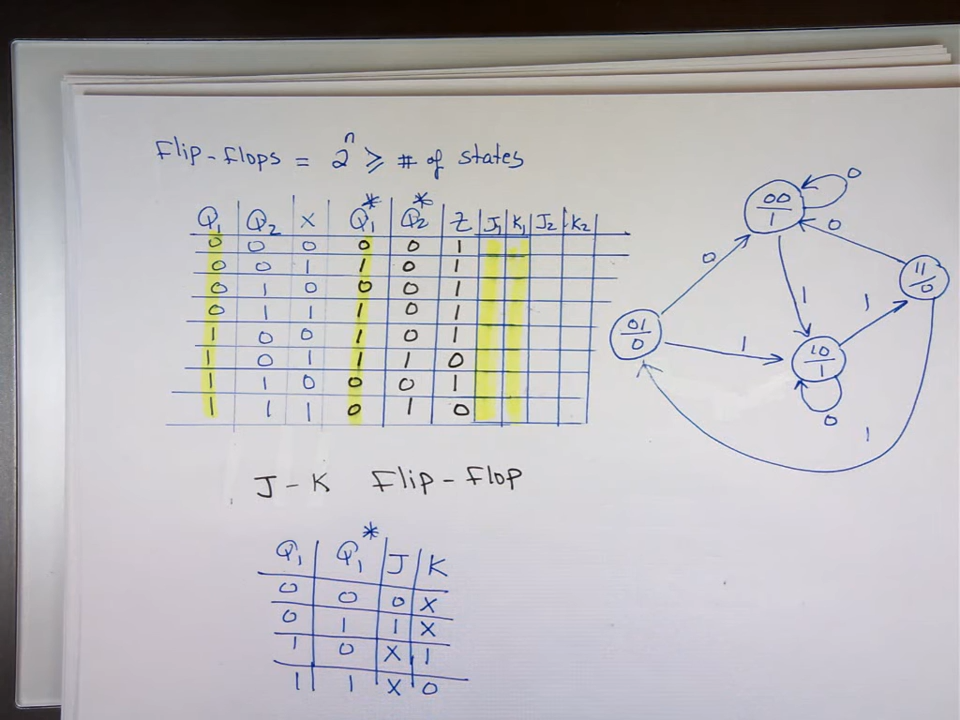 Flip-Flops = 2^n ≥ # of states
Q1 Q2 X Q1* Q2* Z J1 K1 J2 K2
0 0 0 0 0 1
0 0 1 1 0 1
0 1 0 0 0 1
0 1 1 1 0 1
1 0 0 1 0 1
1 0 1 1 1 0
1 1 0 0 0 1
1 1 1 0 1 0
00
1
0
0
0
11
0
1
1
01
0
1
10
1
0
1
J-K Flip-Flop
Q1 Q1* J K
0 0 0 X
0 1 1 X
1 0 X 1
1 1 X 0